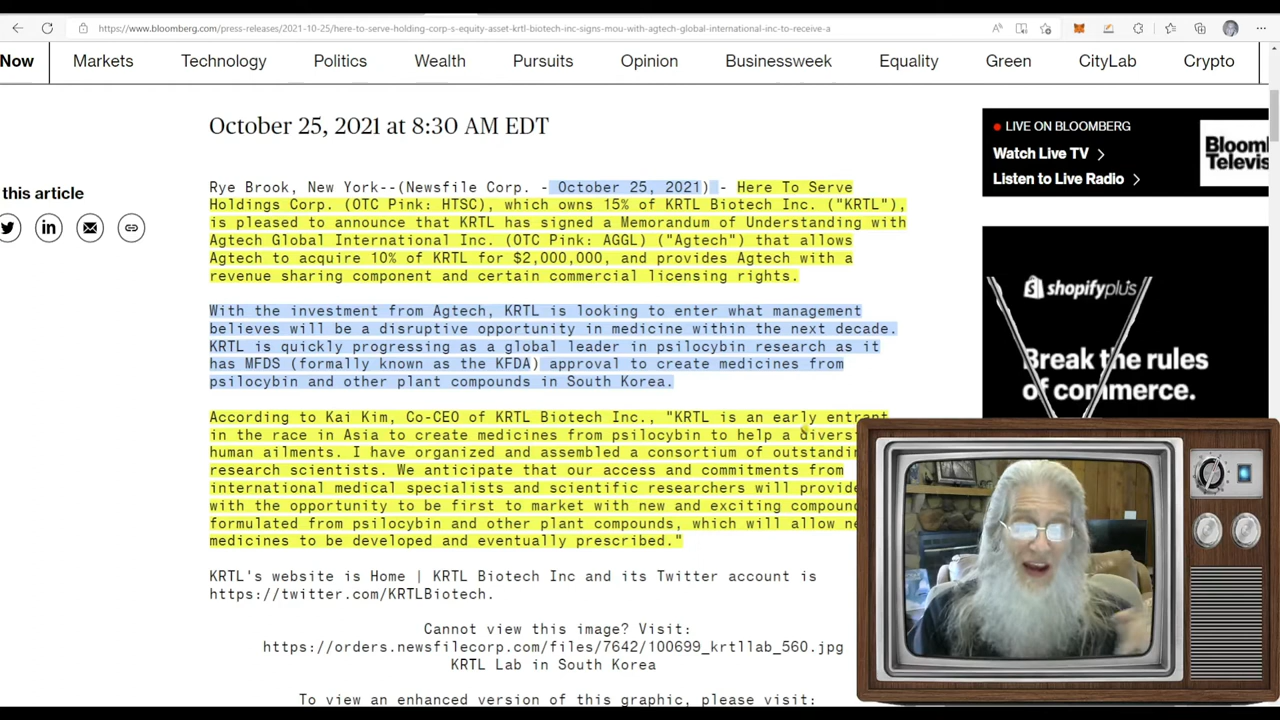 https://www.bloomberg.com/press-releases/2021-10-25/here-to-serve-holding-corp-s-equity-asset-krtl-biotech-inc-signs-mou-with-agtech-global-international-inc-to-receive-a
Now Markets Technology Politics Wealth Pursuits Opinion Businessweek Equality Green CityLab Crypto
October 25, 2021 at 8:30 AM EDT
LIVE ON BLOOMBERG
Watch Live TV
Listen to Live Radio
Bloom
Televis
this article
Rye Brook, New York--(Newsfile Corp. - October 25, 2021) - Here To Serve
Holdings Corp. (OTC Pink: HTSC), which owns 15% of KRTL Biotech Inc. ("KRTL"),
is pleased to announce that KRTL has signed a Memorandum of Understanding with
Agtech Global International Inc. (OTC Pink: AGGL) ("Agtech") that allows
Agtech to acquire 10% of KRTL for $2,000,000, and provides Agtech with a
revenue sharing component and certain commercial licensing rights.
With the investment from Agtech, KRTL is looking to enter what management
believes will be a disruptive opportunity in medicine within the next decade.
KRTL is quickly progressing as a global leader in psilocybin research as it
has MFDS (formally known as the KFDA) approval to create medicines from
psilocybin and other plant compounds in South Korea.
shopifyplus
Break the rules
of commerce.
According to Kai Kim, Co-CEO of KRTL Biotech Inc., "KRTL is an early entrant
in the race in Asia to create medicines from psilocybin to help a diversi
human ailments. I have organized and assembled a consortium of outstandin
research scientists. We anticipate that our access and commitments from
international medical specialists and scientific researchers will provide
with the opportunity to be first to market with new and exciting compoun
formulated from psilocybin and other plant compounds, which will allow ne
medicines to be developed and eventually prescribed."
KRTL's website is Home | KRTL Biotech Inc and its Twitter account is
https://twitter.com/KRTLBiotech.
Cannot view this image? Visit:
https://orders.newsfilecorp.com/files/7642/100699_krtllab_560.jpg
KRTL Lab in South Korea
To view an enhanced version of this graphic, please visit: